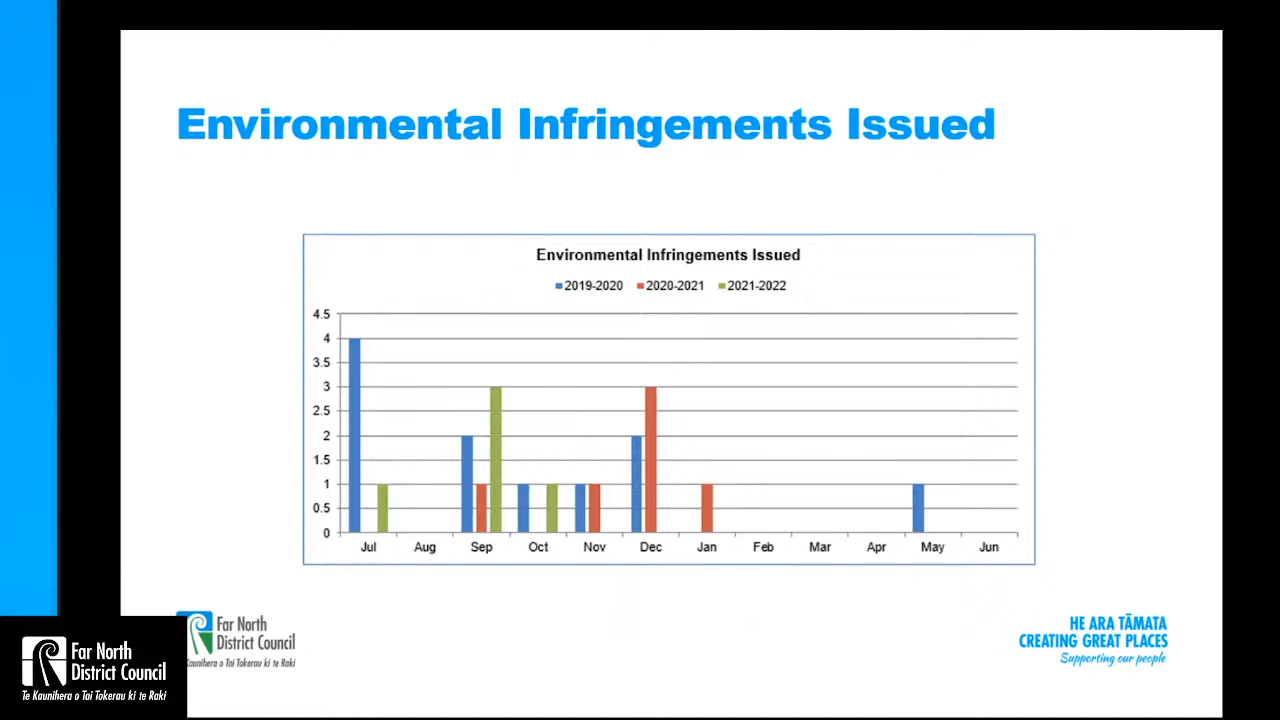 Environmental Infringements Issued
Environmental Infringements Issued
2019-2020 2020-2021 2021-2022
4.5
4
3.5
3
2.5
2
1.5
1
0.5
0
Jul Aug Sep Oct Nov Dec Jan Feb Mar Apr May Jun
Far North
District Council
Kaunihera o Tai Tokerau ki te Raki
HE ARA TĀMATA
CREATING GREAT PLACES
Supporting our people
Far North
District Council
Te Kaunihera o Tai Tokerau ki te Raki